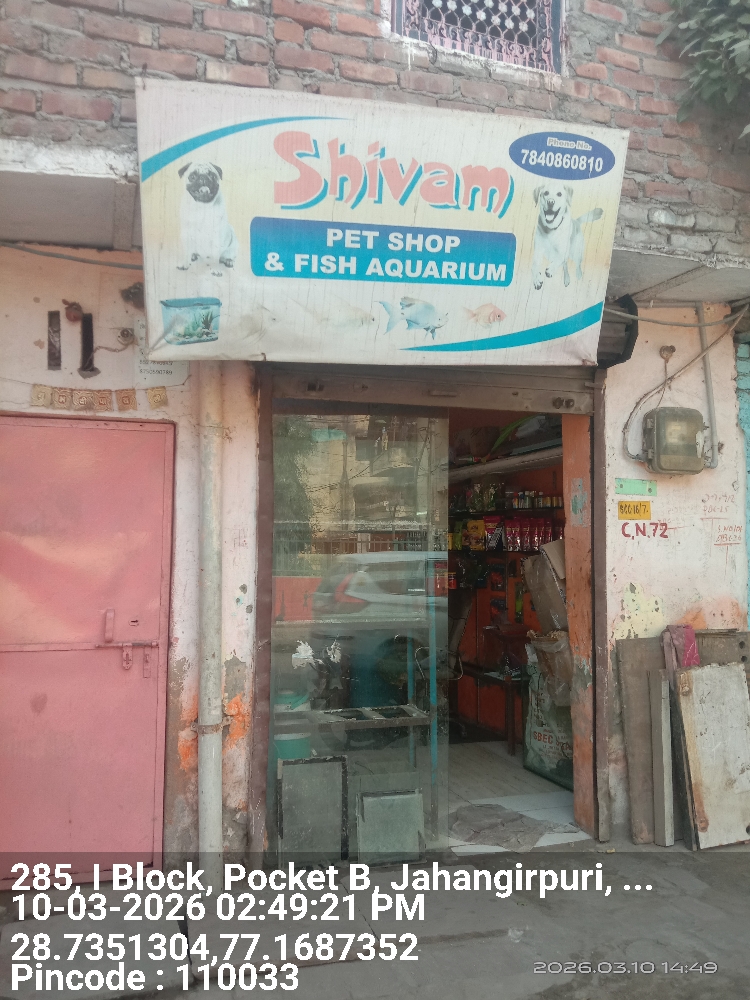 Shivam
Phone No.
7840860810
PET SHOP
& FISH AQUARIUM
C,N,72
285, I Block, Pocket B, Jahangirpuri, ...
10-03-2026 02:49:21 PM
28.7351304,77.1687352
Pincode : 110033
2026.03.10 14:49